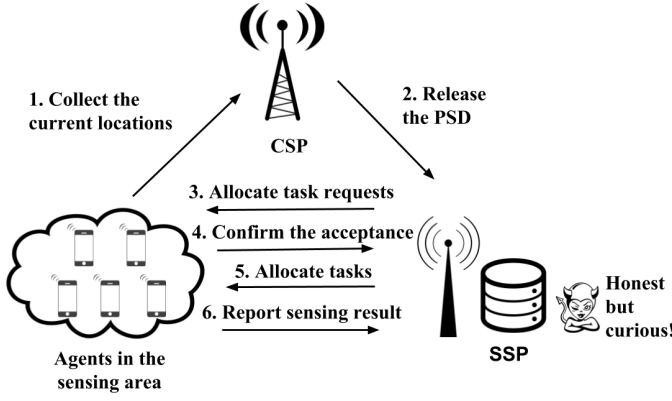 1. Collect the
current locations
CSP
2. Release
the PSD
3. Allocate task requests
4. Confirm the acceptance
5. Allocate tasks
6. Report sensing result
Agents in the
sensing area
SSP
Honest
but
curious!